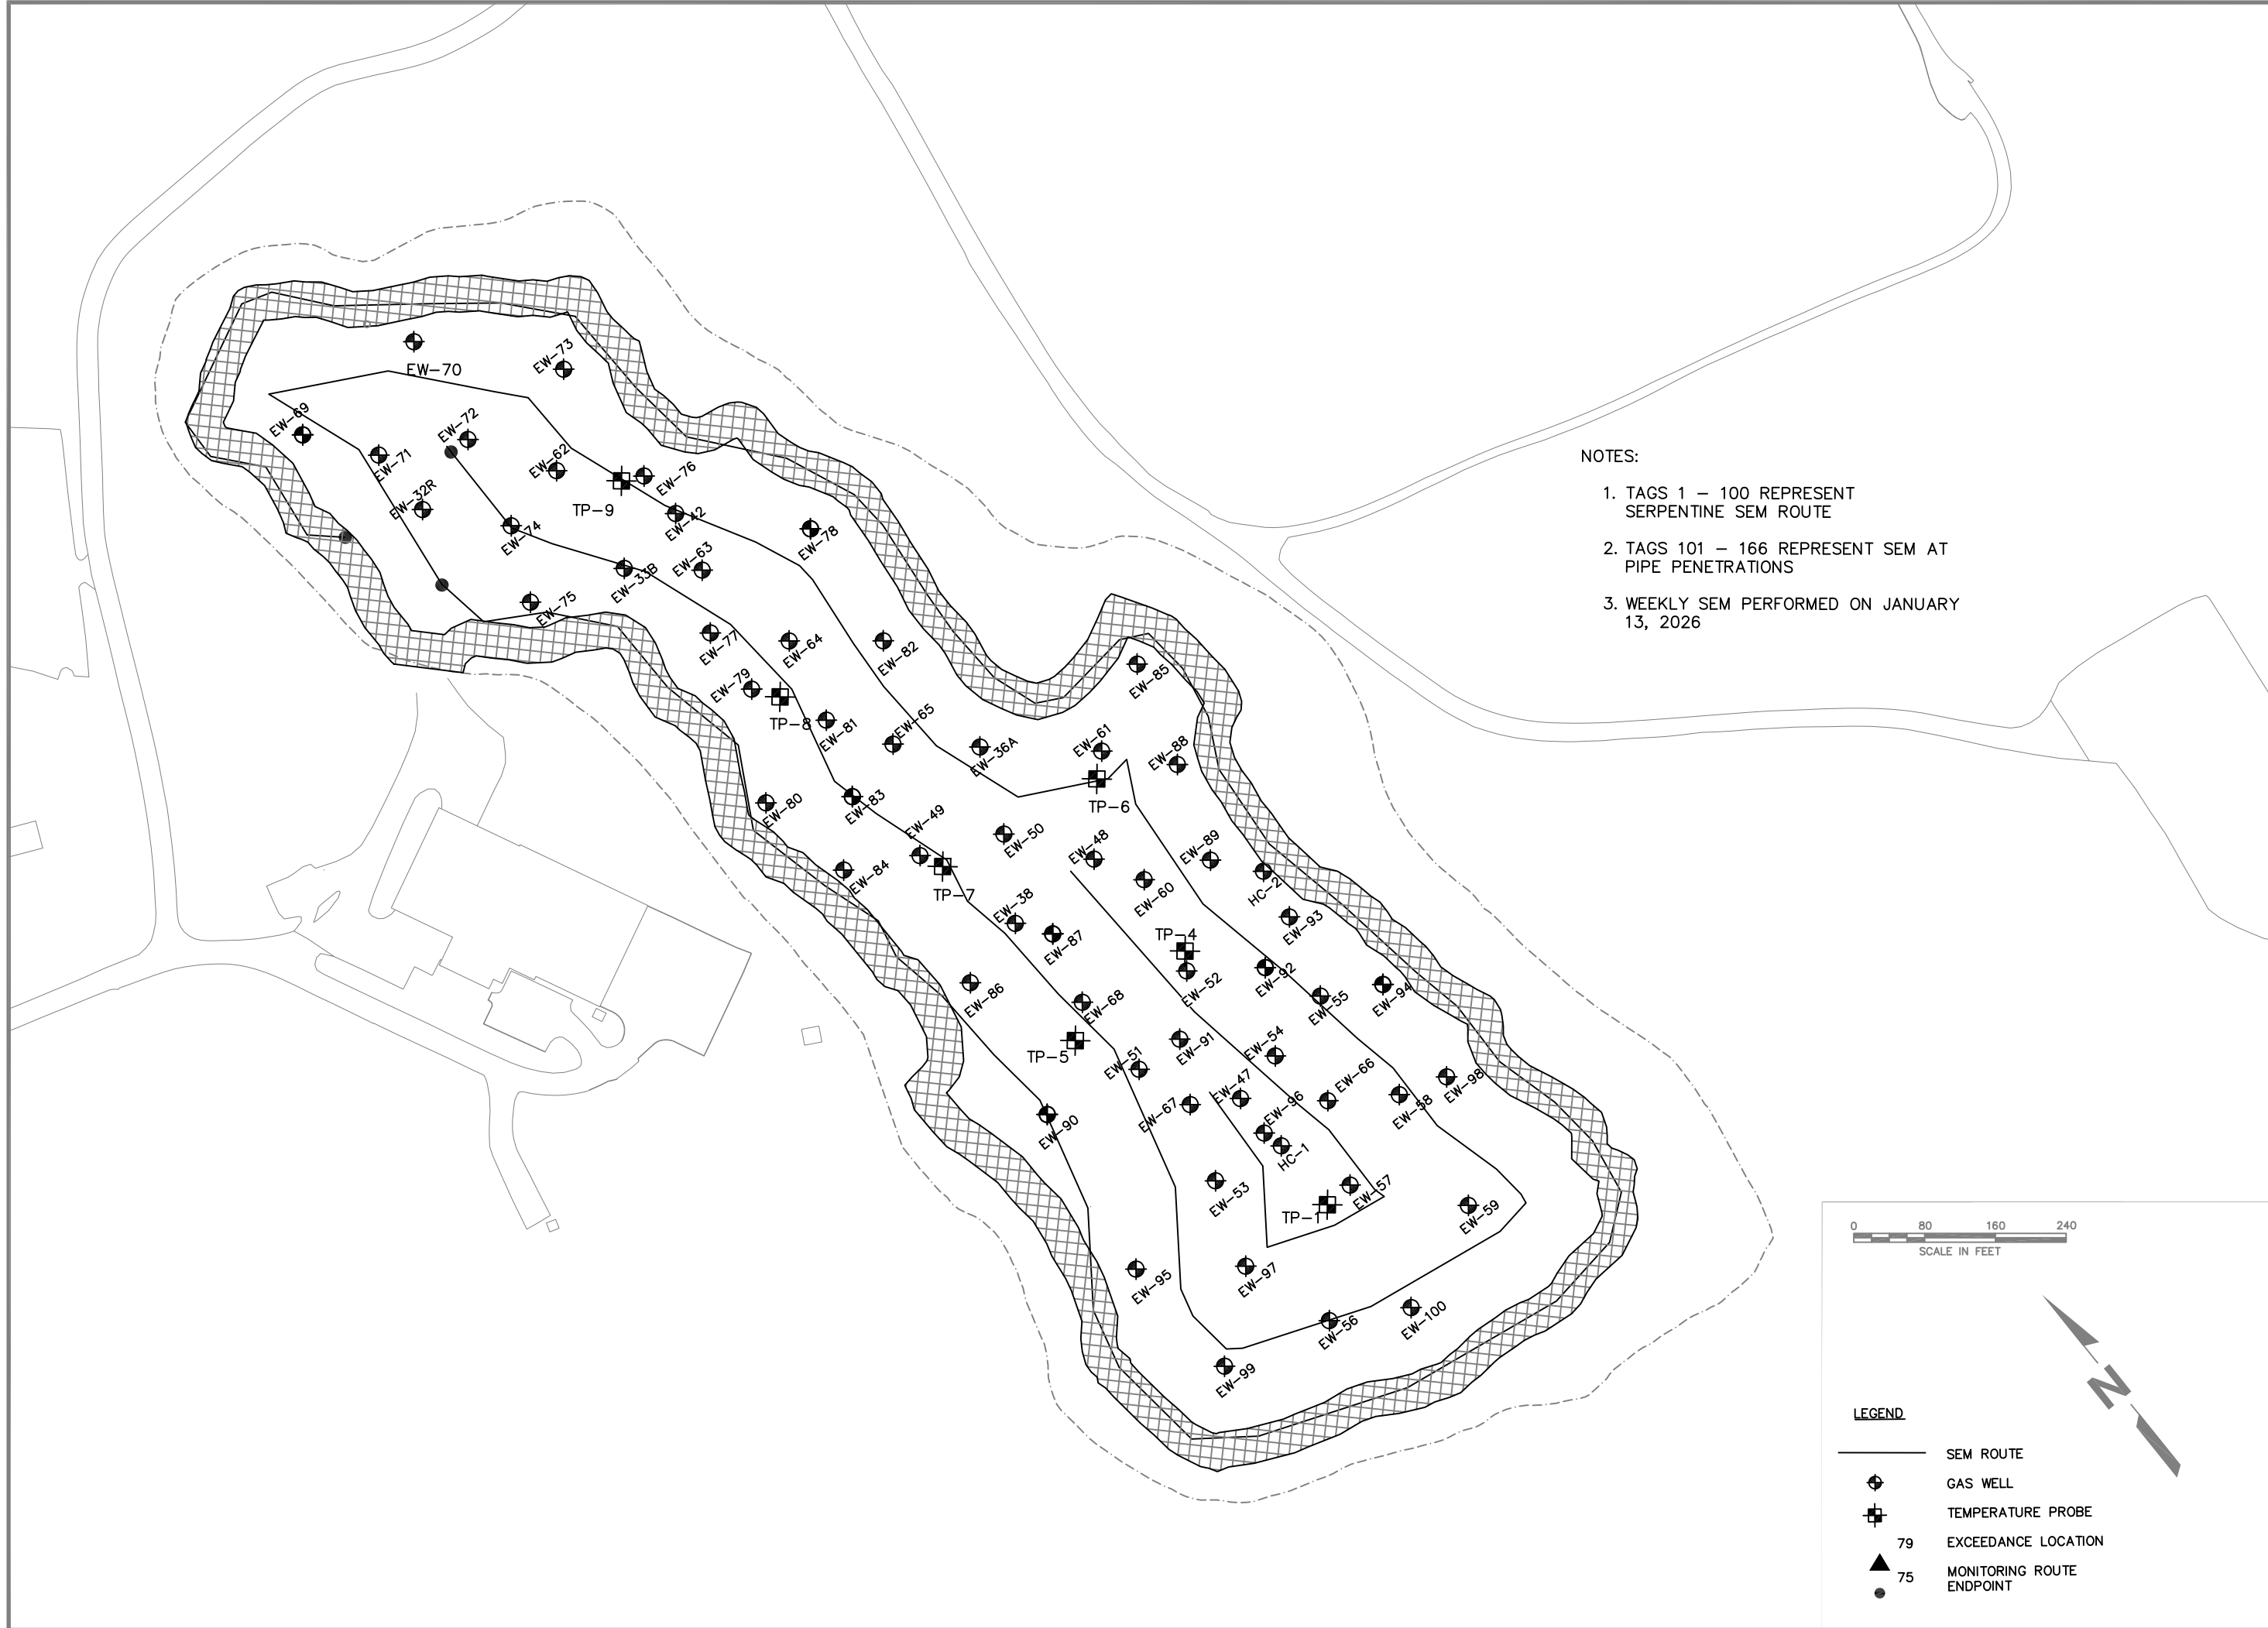 EW-73
EW-70
EW-69
EW-72
EW-71
EW-62
EW-76
EW-32R
TP-9
EW-42
EW-74
EW-78
EW-63
EW-33B
EW-75
EW-77
EW-64
EW-82
EW-85
EW-79
TP-8
EW-81
EW-65
EW-36A
EW-61
EW-88
TP-6
EW-80
EW-83
EW-49
EW-50
EW-48
EW-89
EW-84
TP-7
EW-60
HC-2
EW-38
EW-87
TP-4
EW-93
EW-86
EW-52
EW-92
EW-94
EW-68
EW-55
TP-5
EW-51
EW-91
EW-54
EW-90
EW-67
EW-47
EW-96
EW-66
EW-58
EW-98
HC-1
EW-53
EW-57
TP-1
EW-59
EW-95
EW-97
EW-56
EW-100
EW-99
NOTES:
1. TAGS 1 – 100 REPRESENT
SERPENTINE SEM ROUTE
2. TAGS 101 – 166 REPRESENT SEM AT
PIPE PENETRATIONS
3. WEEKLY SEM PERFORMED ON JANUARY
13, 2026
0 80 160 240
SCALE IN FEET
N
LEGEND
SEM ROUTE
GAS WELL
TEMPERATURE PROBE
79 EXCEEDANCE LOCATION
75 MONITORING ROUTE
ENDPOINT